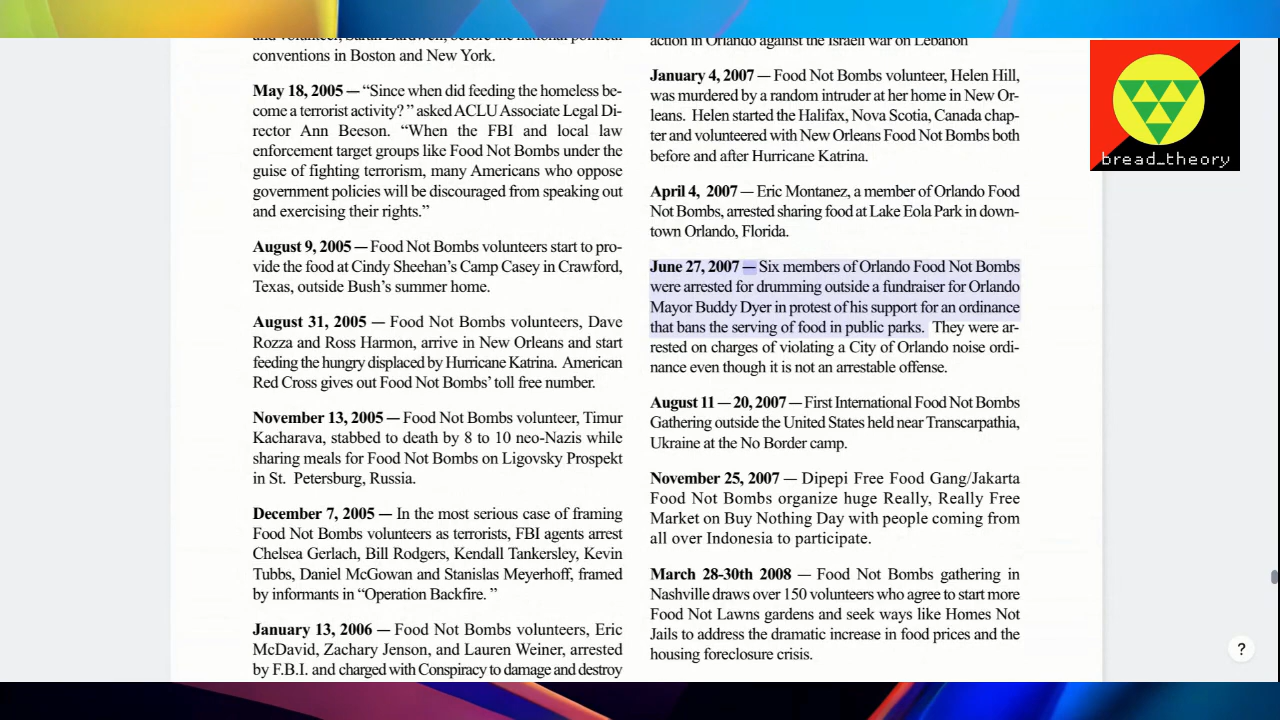 and volunteer, Sarah Bardwell, before the national political
conventions in Boston and New York.
May 18, 2005 — “Since when did feeding the homeless be-
come a terrorist activity? ” asked ACLU Associate Legal Di-
rector Ann Beeson. “When the FBI and local law
enforcement target groups like Food Not Bombs under the
guise of fighting terrorism, many Americans who oppose
government policies will be discouraged from speaking out
and exercising their rights.”
August 9, 2005 — Food Not Bombs volunteers start to pro-
vide the food at Cindy Sheehan’s Camp Casey in Crawford,
Texas, outside Bush’s summer home.
August 31, 2005 — Food Not Bombs volunteers, Dave
Rozza and Ross Harmon, arrive in New Orleans and start
feeding the hungry displaced by Hurricane Katrina. American
Red Cross gives out Food Not Bombs’ toll free number.
November 13, 2005 — Food Not Bombs volunteer, Timur
Kacharava, stabbed to death by 8 to 10 neo-Nazis while
sharing meals for Food Not Bombs on Ligovsky Prospekt
in St. Petersburg, Russia.
December 7, 2005 — In the most serious case of framing
Food Not Bombs volunteers as terrorists, FBI agents arrest
Chelsea Gerlach, Bill Rodgers, Kendall Tankersley, Kevin
Tubbs, Daniel McGowan and Stanislas Meyerhoff, framed
by informants in “Operation Backfire. ”
January 13, 2006 — Food Not Bombs volunteers, Eric
McDavid, Zachary Jenson, and Lauren Weiner, arrested
by F.B.I. and charged with Conspiracy to damage and destroy
action in Orlando against the Israeli war on Lebanon
January 4, 2007 — Food Not Bombs volunteer, Helen Hill,
was murdered by a random intruder at her home in New Or-
leans. Helen started the Halifax, Nova Scotia, Canada chap-
ter and volunteered with New Orleans Food Not Bombs both
before and after Hurricane Katrina.
April 4, 2007 — Eric Montanez, a member of Orlando Food
Not Bombs, arrested sharing food at Lake Eola Park in down-
town Orlando, Florida.
June 27, 2007 — Six members of Orlando Food Not Bombs
were arrested for drumming outside a fundraiser for Orlando
Mayor Buddy Dyer in protest of his support for an ordinance
that bans the serving of food in public parks. They were ar-
rested on charges of violating a City of Orlando noise ordi-
nance even though it is not an arrestable offense.
August 11 — 20, 2007 — First International Food Not Bombs
Gathering outside the United States held near Transcarpathia,
Ukraine at the No Border camp.
November 25, 2007 — Dipepi Free Food Gang/Jakarta
Food Not Bombs organize huge Really, Really Free
Market on Buy Nothing Day with people coming from
all over Indonesia to participate.
March 28-30th 2008 — Food Not Bombs gathering in
Nashville draws over 150 volunteers who agree to start more
Food Not Lawns gardens and seek ways like Homes Not
Jails to address the dramatic increase in food prices and the
housing foreclosure crisis.
bread_theory
?